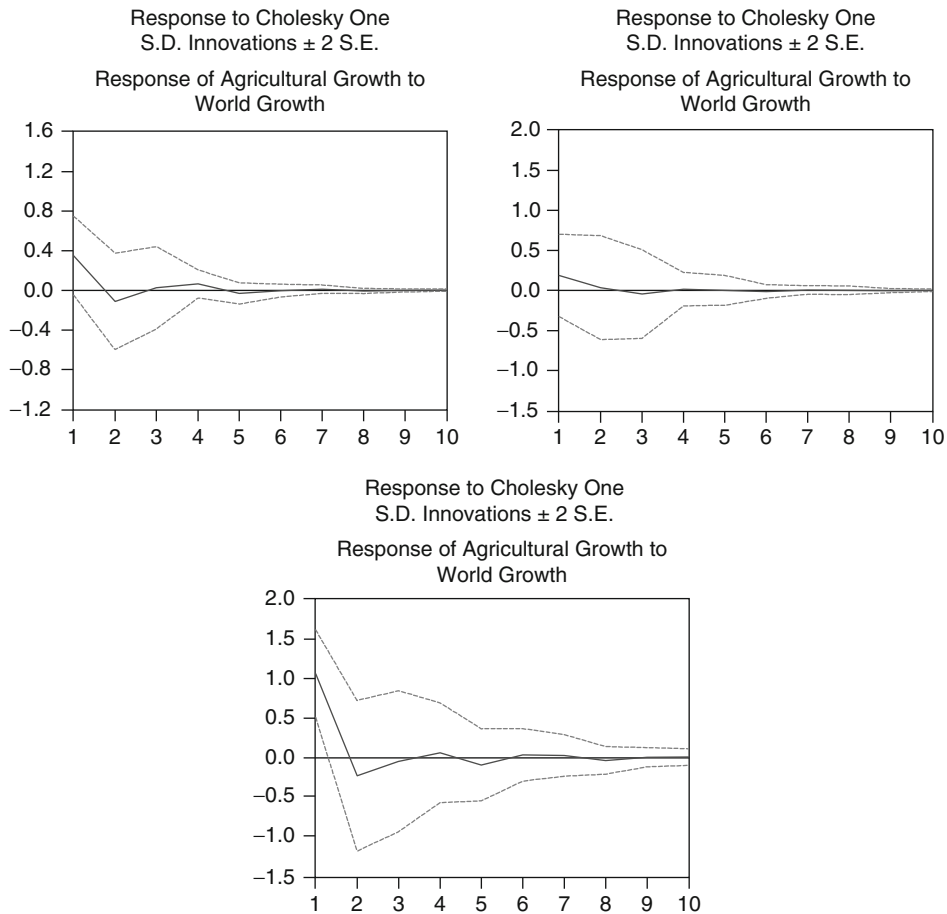 Response to Cholesky One
S.D. Innovations ± 2 S.E.
Response of Agricultural Growth to
World Growth
1.6
1.2
0.8
0.4
0.0
−0.4
−0.8
−1.2
1 2 3 4 5 6 7 8 9 10
Response to Cholesky One
S.D. Innovations ± 2 S.E.
Response of Agricultural Growth to
World Growth
2.0
1.5
1.0
0.5
0.0
−0.5
−1.0
−1.5
1 2 3 4 5 6 7 8 9 10
Response to Cholesky One
S.D. Innovations ± 2 S.E.
Response of Agricultural Growth to
World Growth
2.0
1.5
1.0
0.5
0.0
−0.5
−1.0
−1.5
1 2 3 4 5 6 7 8 9 10